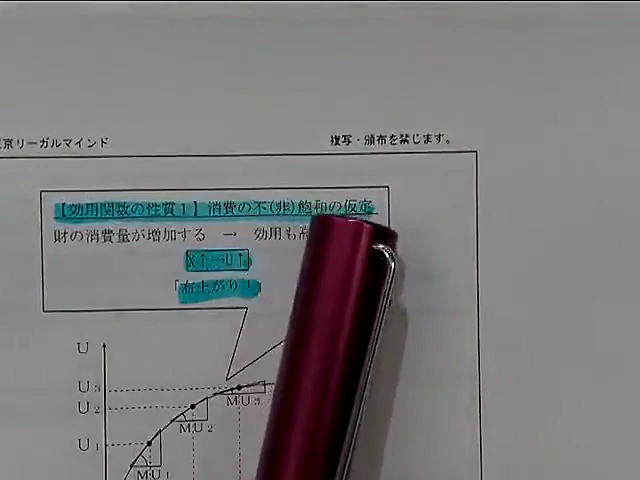 京リーガルマインド
複写・頒布を禁じます。
【効用関数の性質1】消費の不(非)飽和の仮定
財の消費量が増加する → 効用も
X↑→U↑
「右上がり!」
U
U3
MU3
U2
MU2
U1
MU1